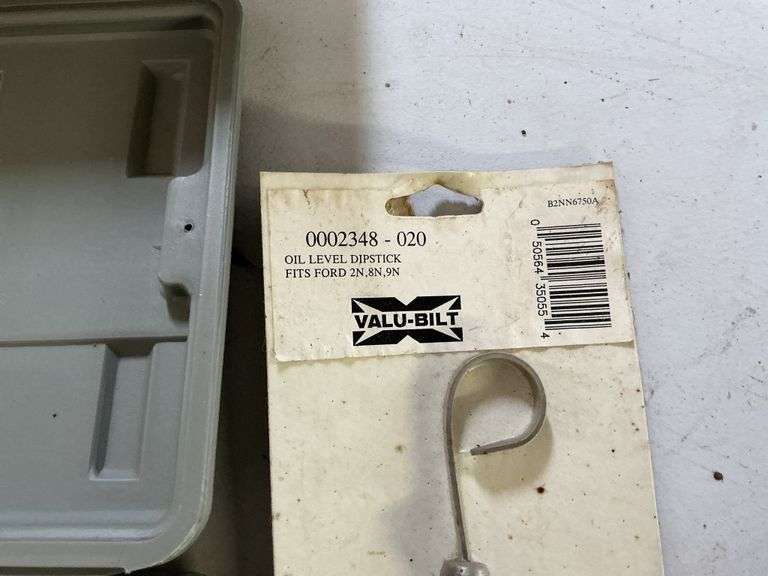 B2NN6750A
0002348 - 020
OIL LEVEL DIPSTICK
FITS FORD 2N,8N,9N
VALU-BILT
0 50564 35055 4